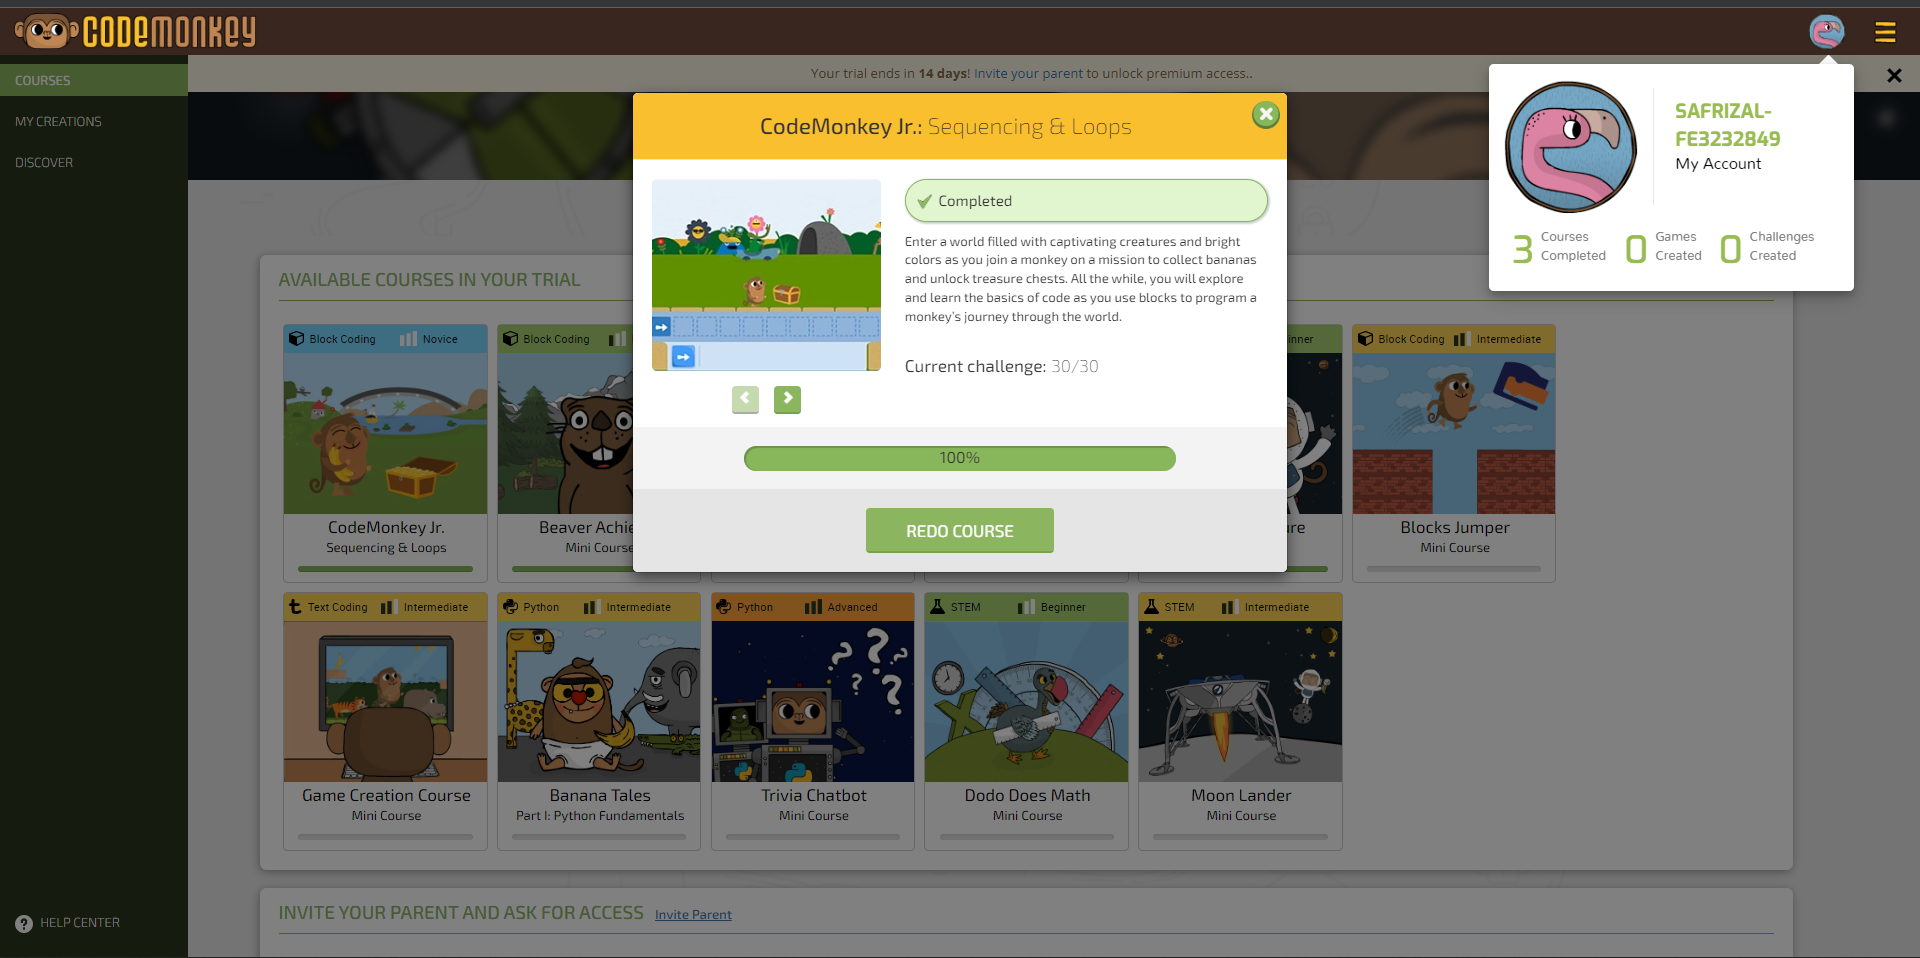 CODEMONKEY
COURSES
MY CREATIONS
DISCOVER
HELP CENTER
Your trial ends in 14 days! Invite your parent to unlock premium access..
SAFRIZAL-
FE3232849
My Account
3 Courses Completed
0 Games Created
0 Challenges Created
CodeMonkey Jr.: Sequencing & Loops
Completed
Enter a world filled with captivating creatures and bright
colors as you join a monkey on a mission to collect bananas
and unlock treasure chests. All the while, you will explore
and learn the basics of code as you use blocks to program a
monkey's journey through the world.
Current challenge: 30/30
100%
REDO COURSE
AVAILABLE COURSES IN YOUR TRIAL
Block Coding Novice
CodeMonkey Jr.
Sequencing & Loops
Block Coding
Beaver Achie
Mini Course
inner
ure
Block Coding Intermediate
Blocks Jumper
Mini Course
Text Coding Intermediate
Game Creation Course
Mini Course
Python Intermediate
Banana Tales
Part I: Python Fundamentals
Python Advanced
Trivia Chatbot
Mini Course
STEM Beginner
Dodo Does Math
Mini Course
STEM Intermediate
Moon Lander
Mini Course
INVITE YOUR PARENT AND ASK FOR ACCESS Invite Parent